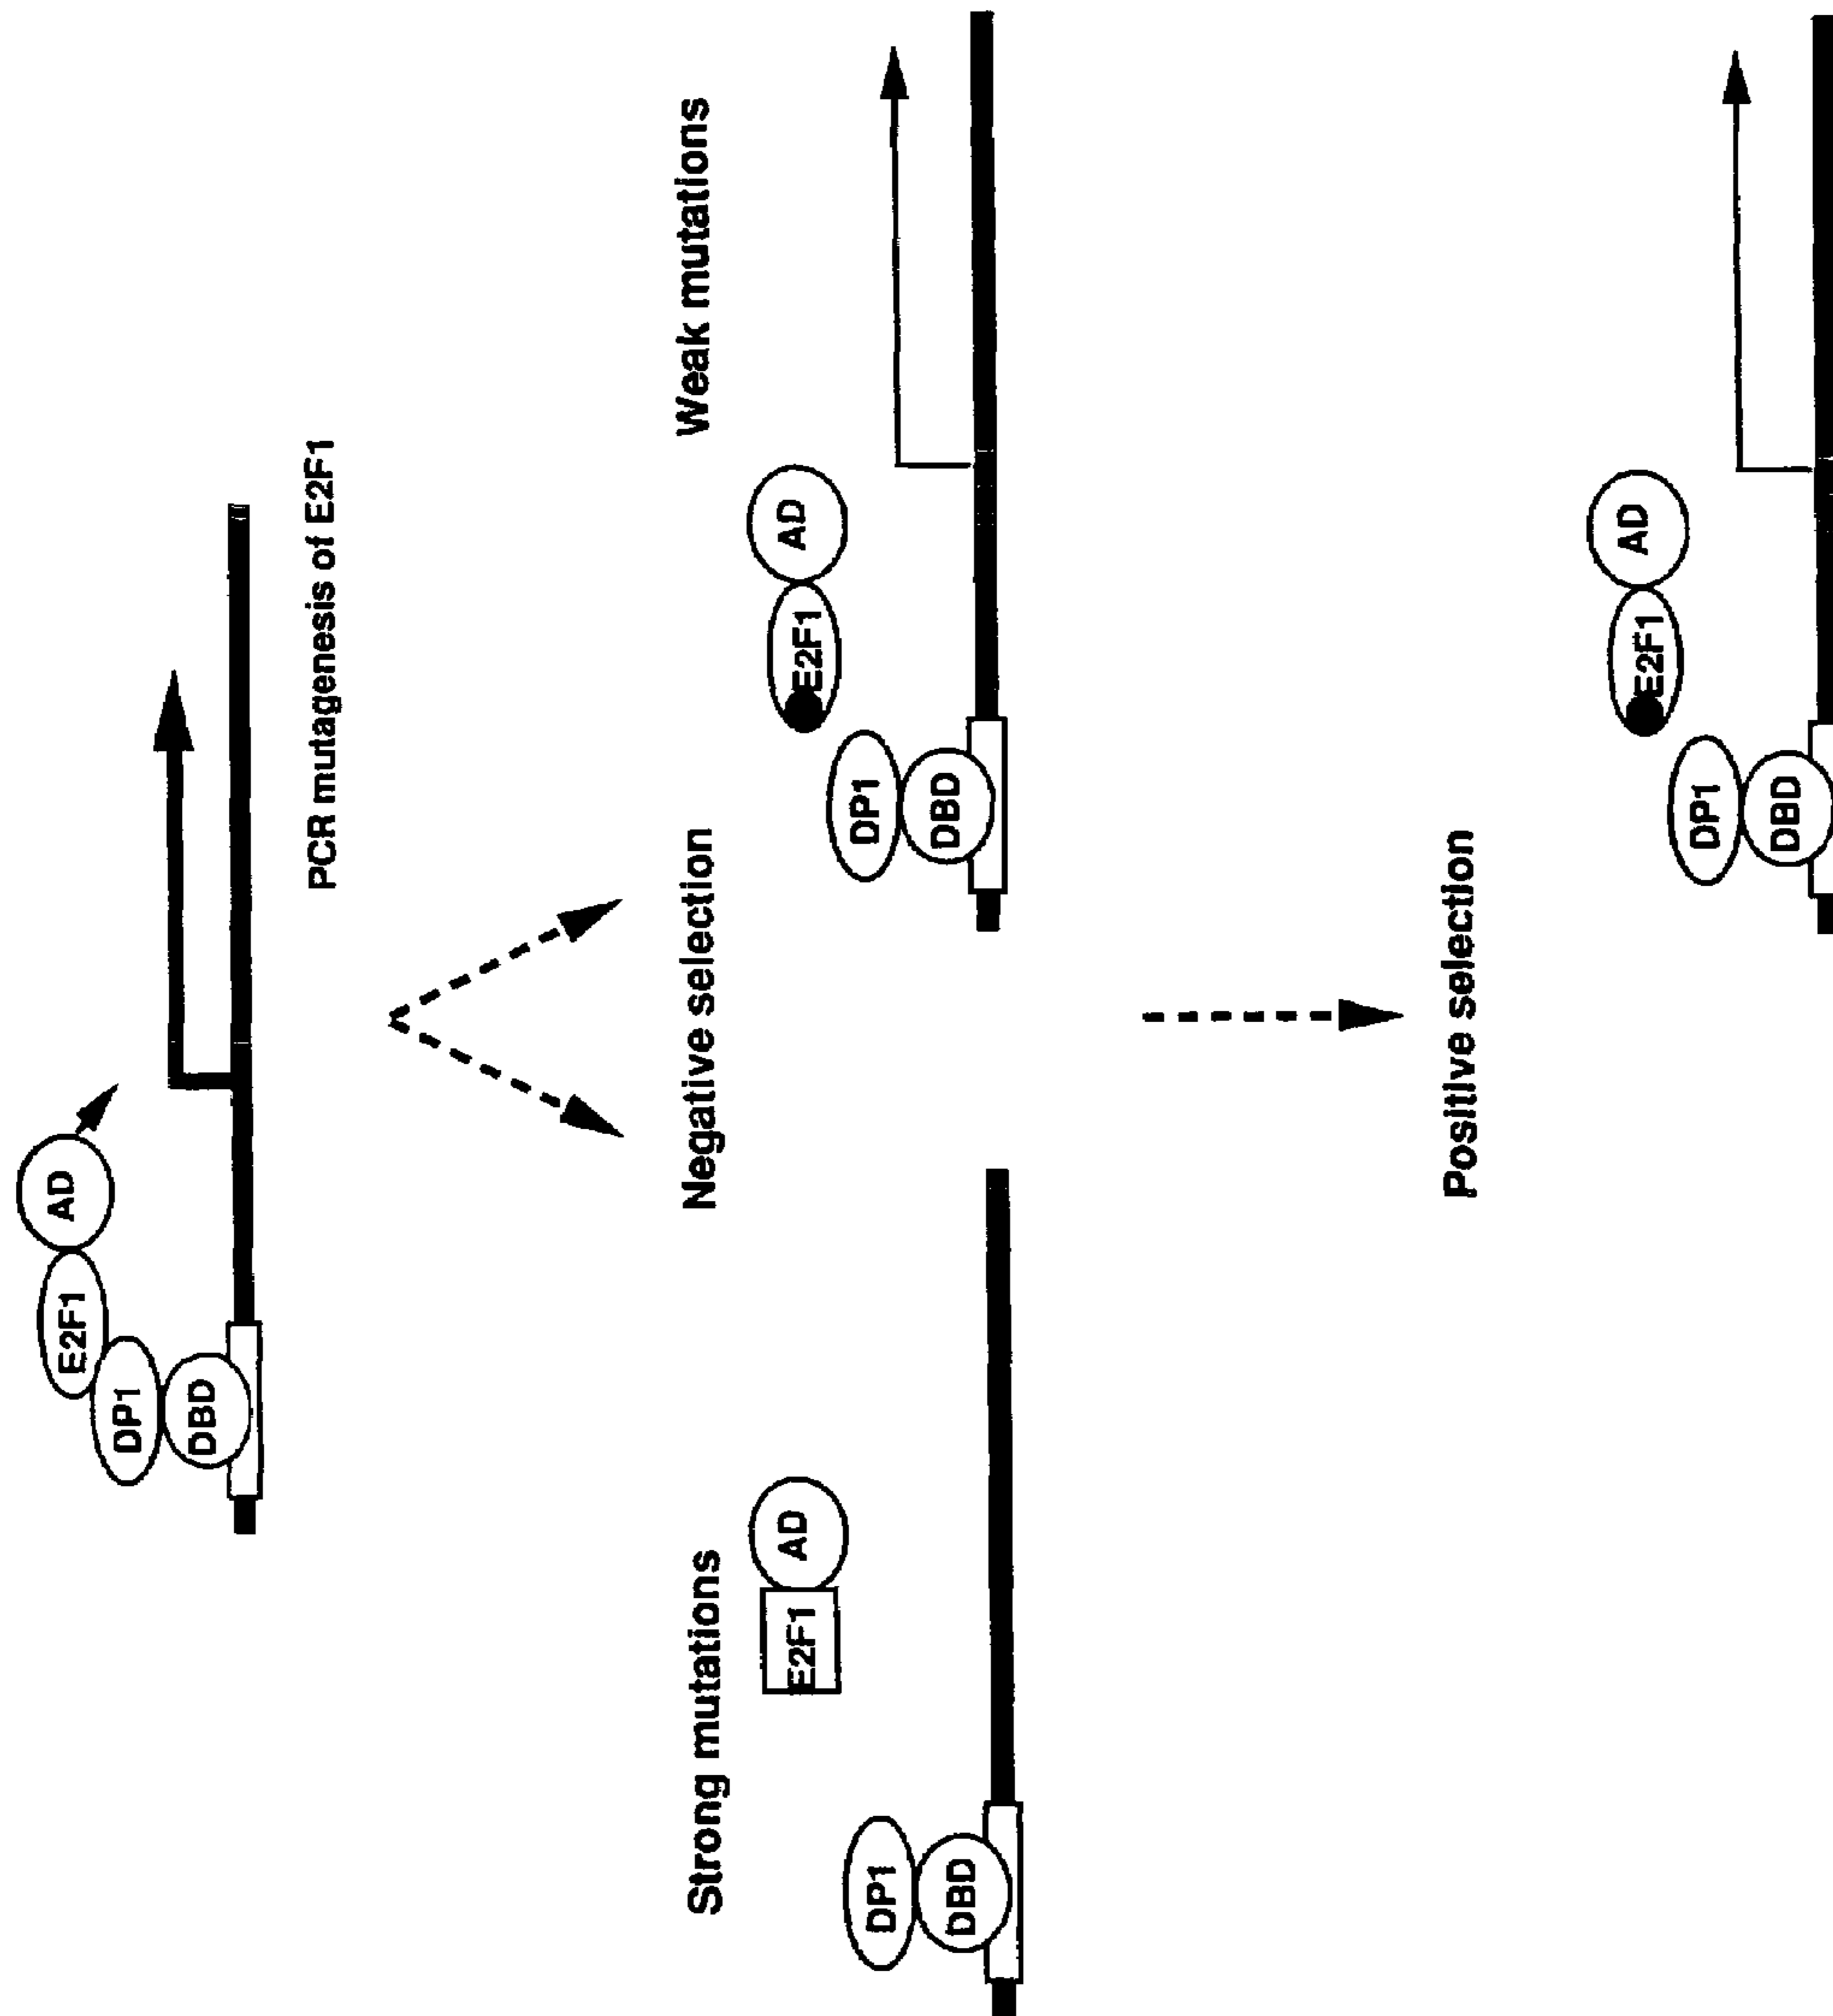 E2F1 AD
DP1
DBD
PCR mutagenesis of E2F1
Strong mutations
Negative selection
Weak mutations
E2F1 AD
DP1
DBD
E2F1 AD
DP1
DBD
Positive selection
E2F1 AD
DP1
DBD